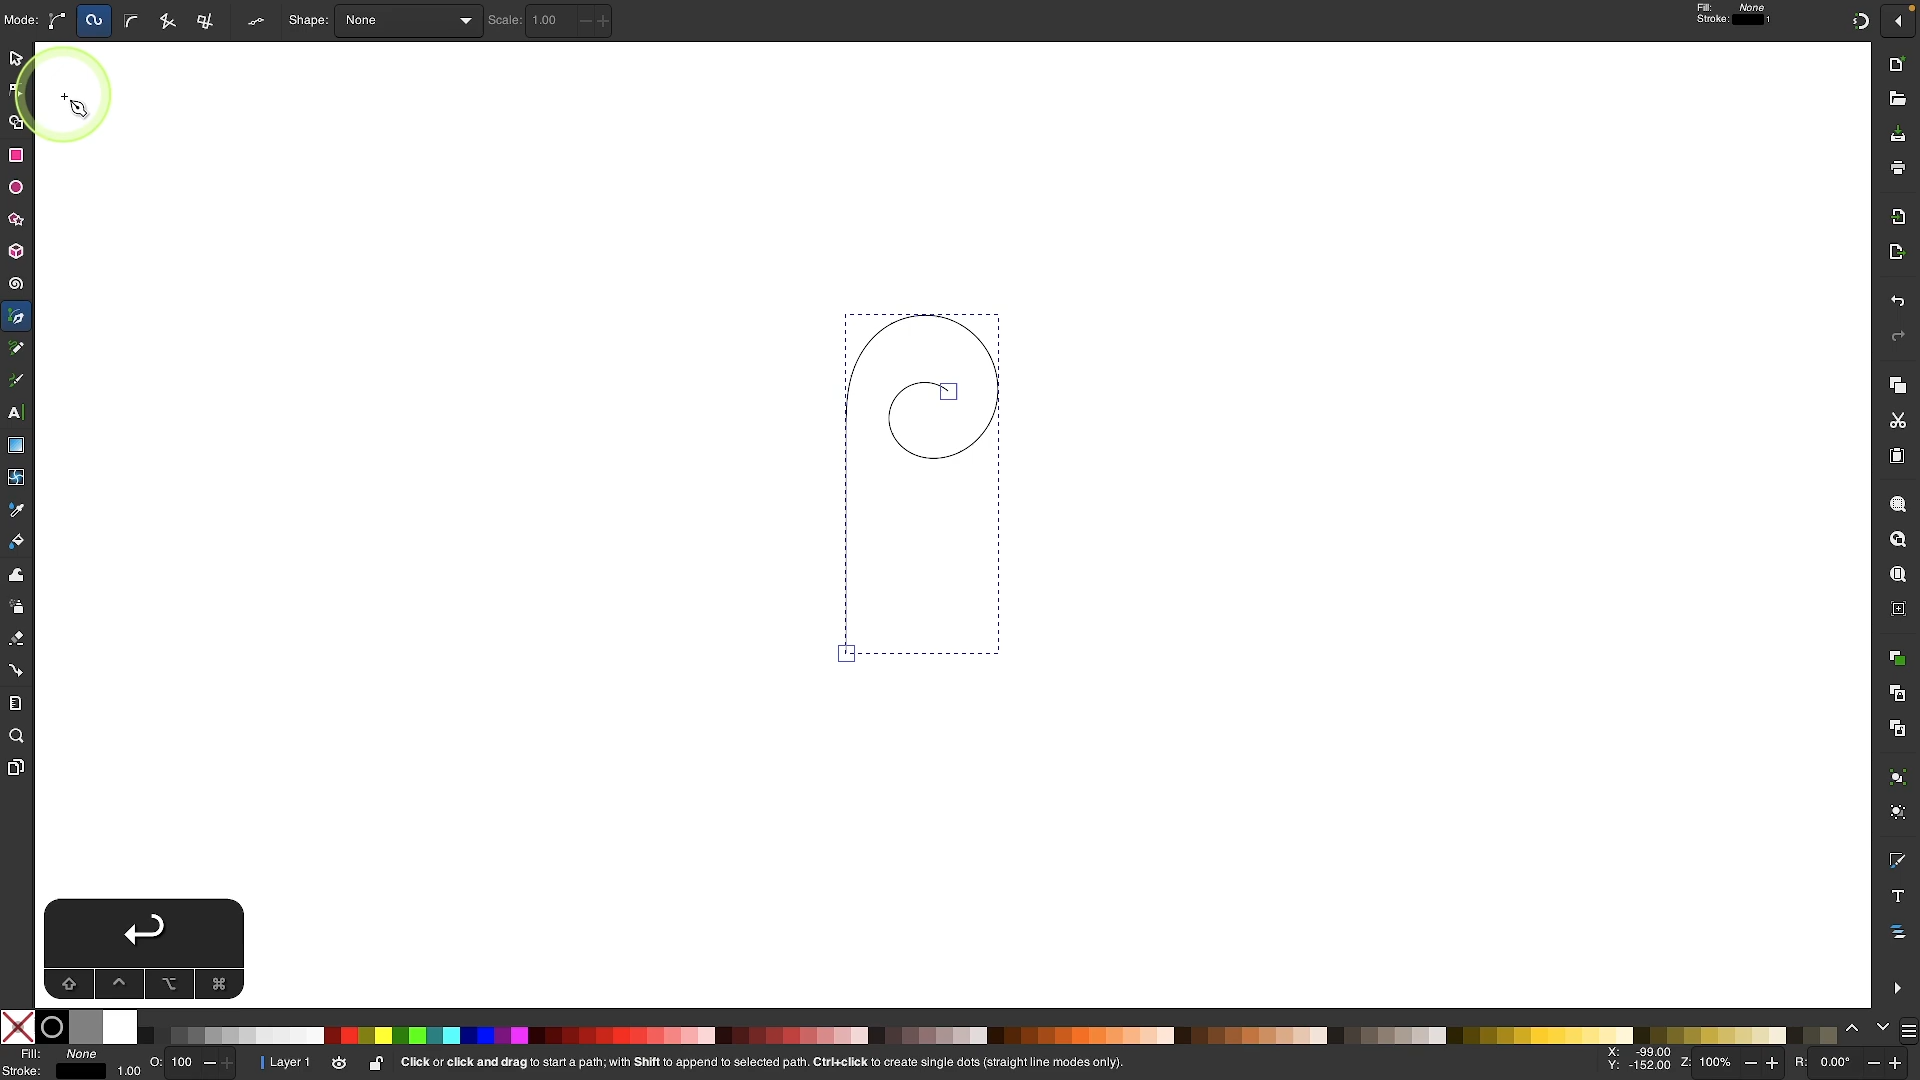 Mode: Shape: None Scale: 1.00
Fill: None
Stroke: 1
A
T
Fill: None
Stroke: 1.00
O: 100
Layer 1
Click or click and drag to start a path; with Shift to append to selected path. Ctrl+click to create single dots (straight line modes only).
X: -99.00
Y: -152.00
Z: 100%
R: 0.00°